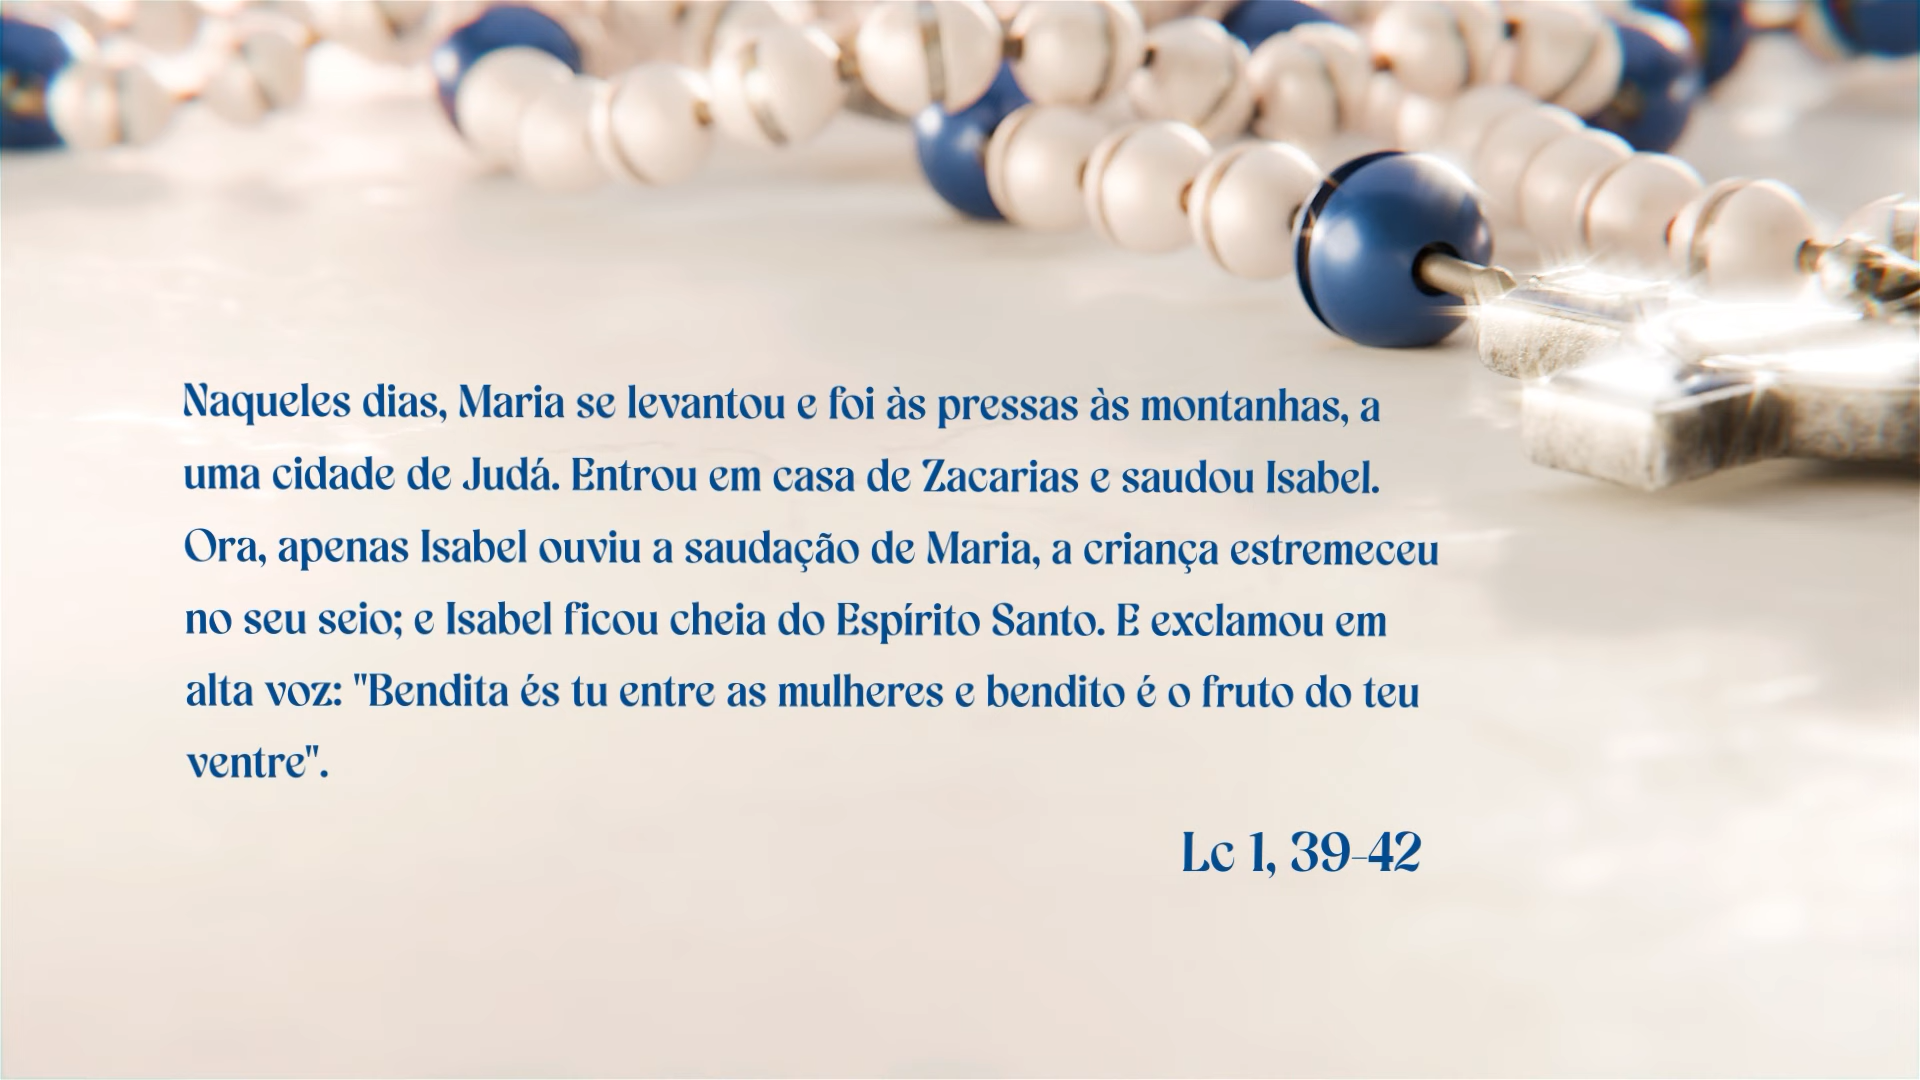 Naqueles dias, Maria se levantou e foi às pressas às montanhas, a
uma cidade de Judá. Entrou em casa de Zacarias e saudou Isabel.
Ora, apenas Isabel ouviu a saudação de Maria, a criança estremeceu
no seu seio; e Isabel ficou cheia do Espírito Santo. E exclamou em
alta voz: "Bendita és tu entre as mulheres e bendito é o fruto do teu
ventre".
Lc 1, 39-42